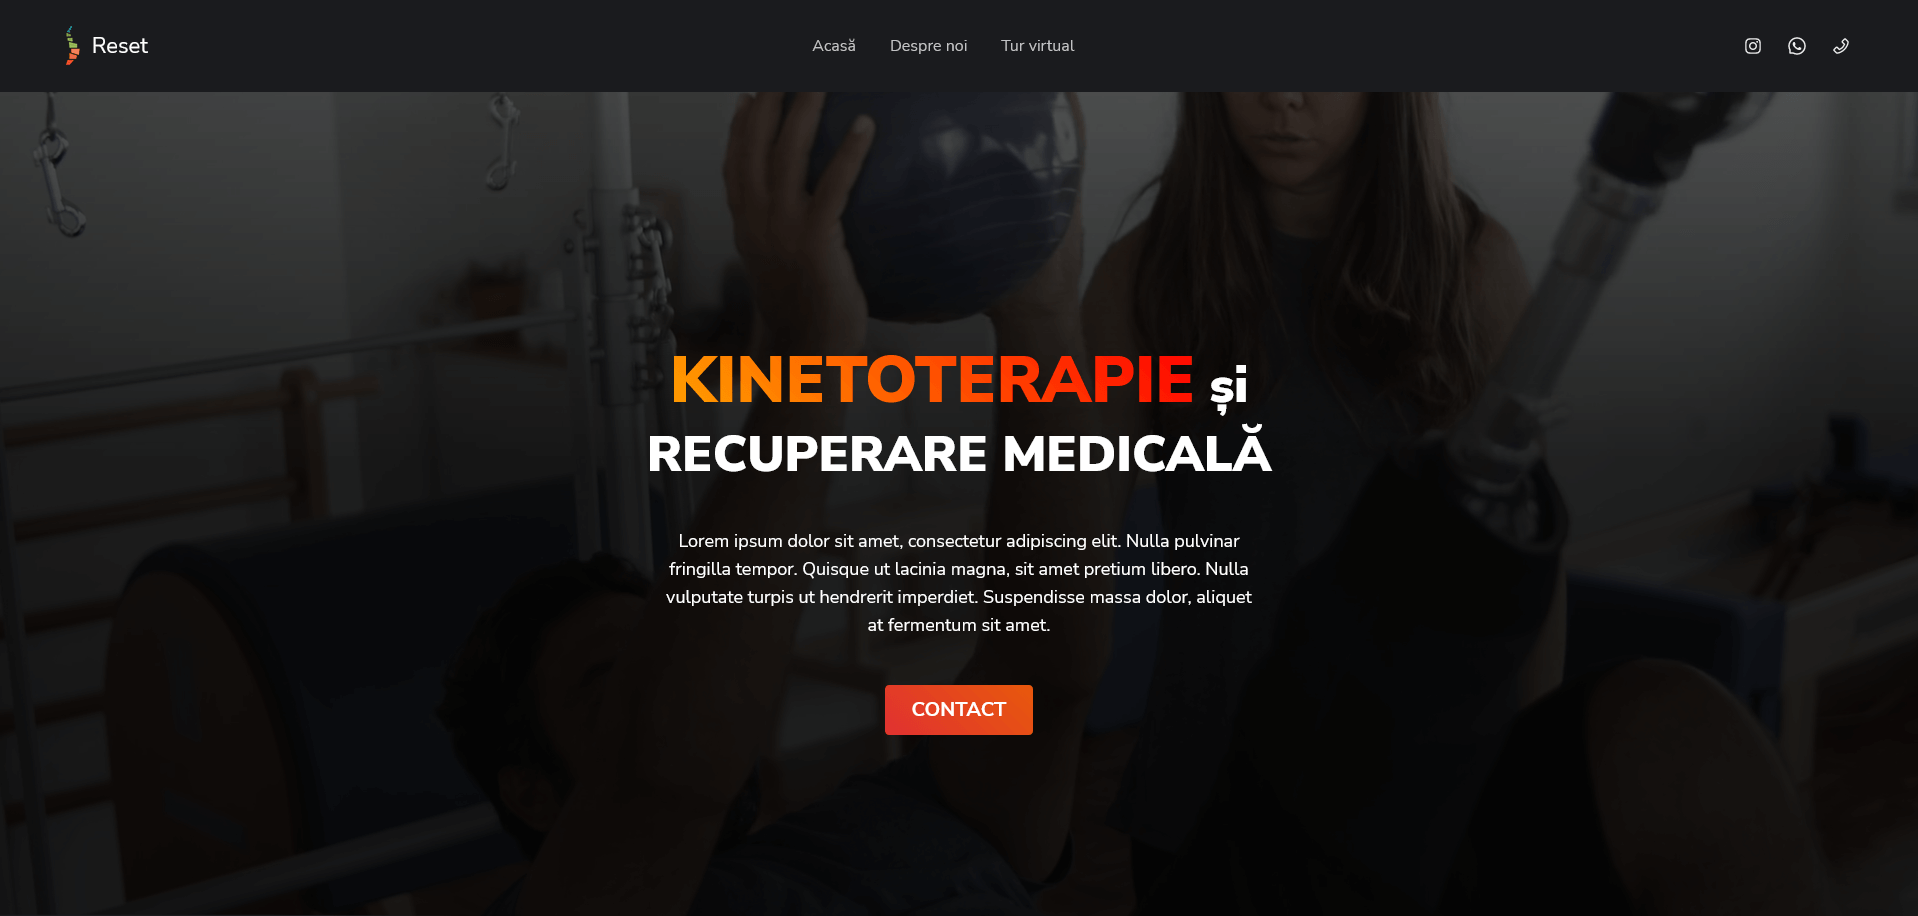 Reset
Acasă
Despre noi
Tur virtual
KINETOTERAPIE și
RECUPERARE MEDICALĂ
Lorem ipsum dolor sit amet, consectetur adipiscing elit. Nulla pulvinar
fringilla tempor. Quisque ut lacinia magna, sit amet pretium libero. Nulla
vulputate turpis ut hendrerit imperdiet. Suspendisse massa dolor, aliquet
at fermentum sit amet.
CONTACT